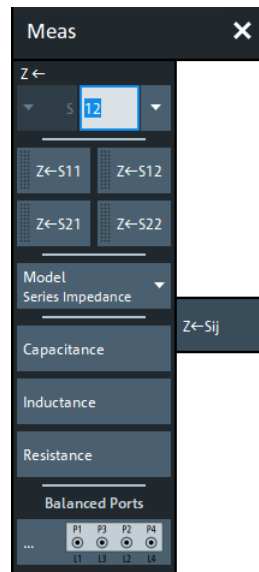 Meas ×
Z←
S 12
Z←S11 Z←S12
Z←S21 Z←S22
Model
Series Impedance
Z←Sij
Capacitance
Inductance
Resistance
Balanced Ports
... P1 P3 P2 P4
L1 L3 L2 L4